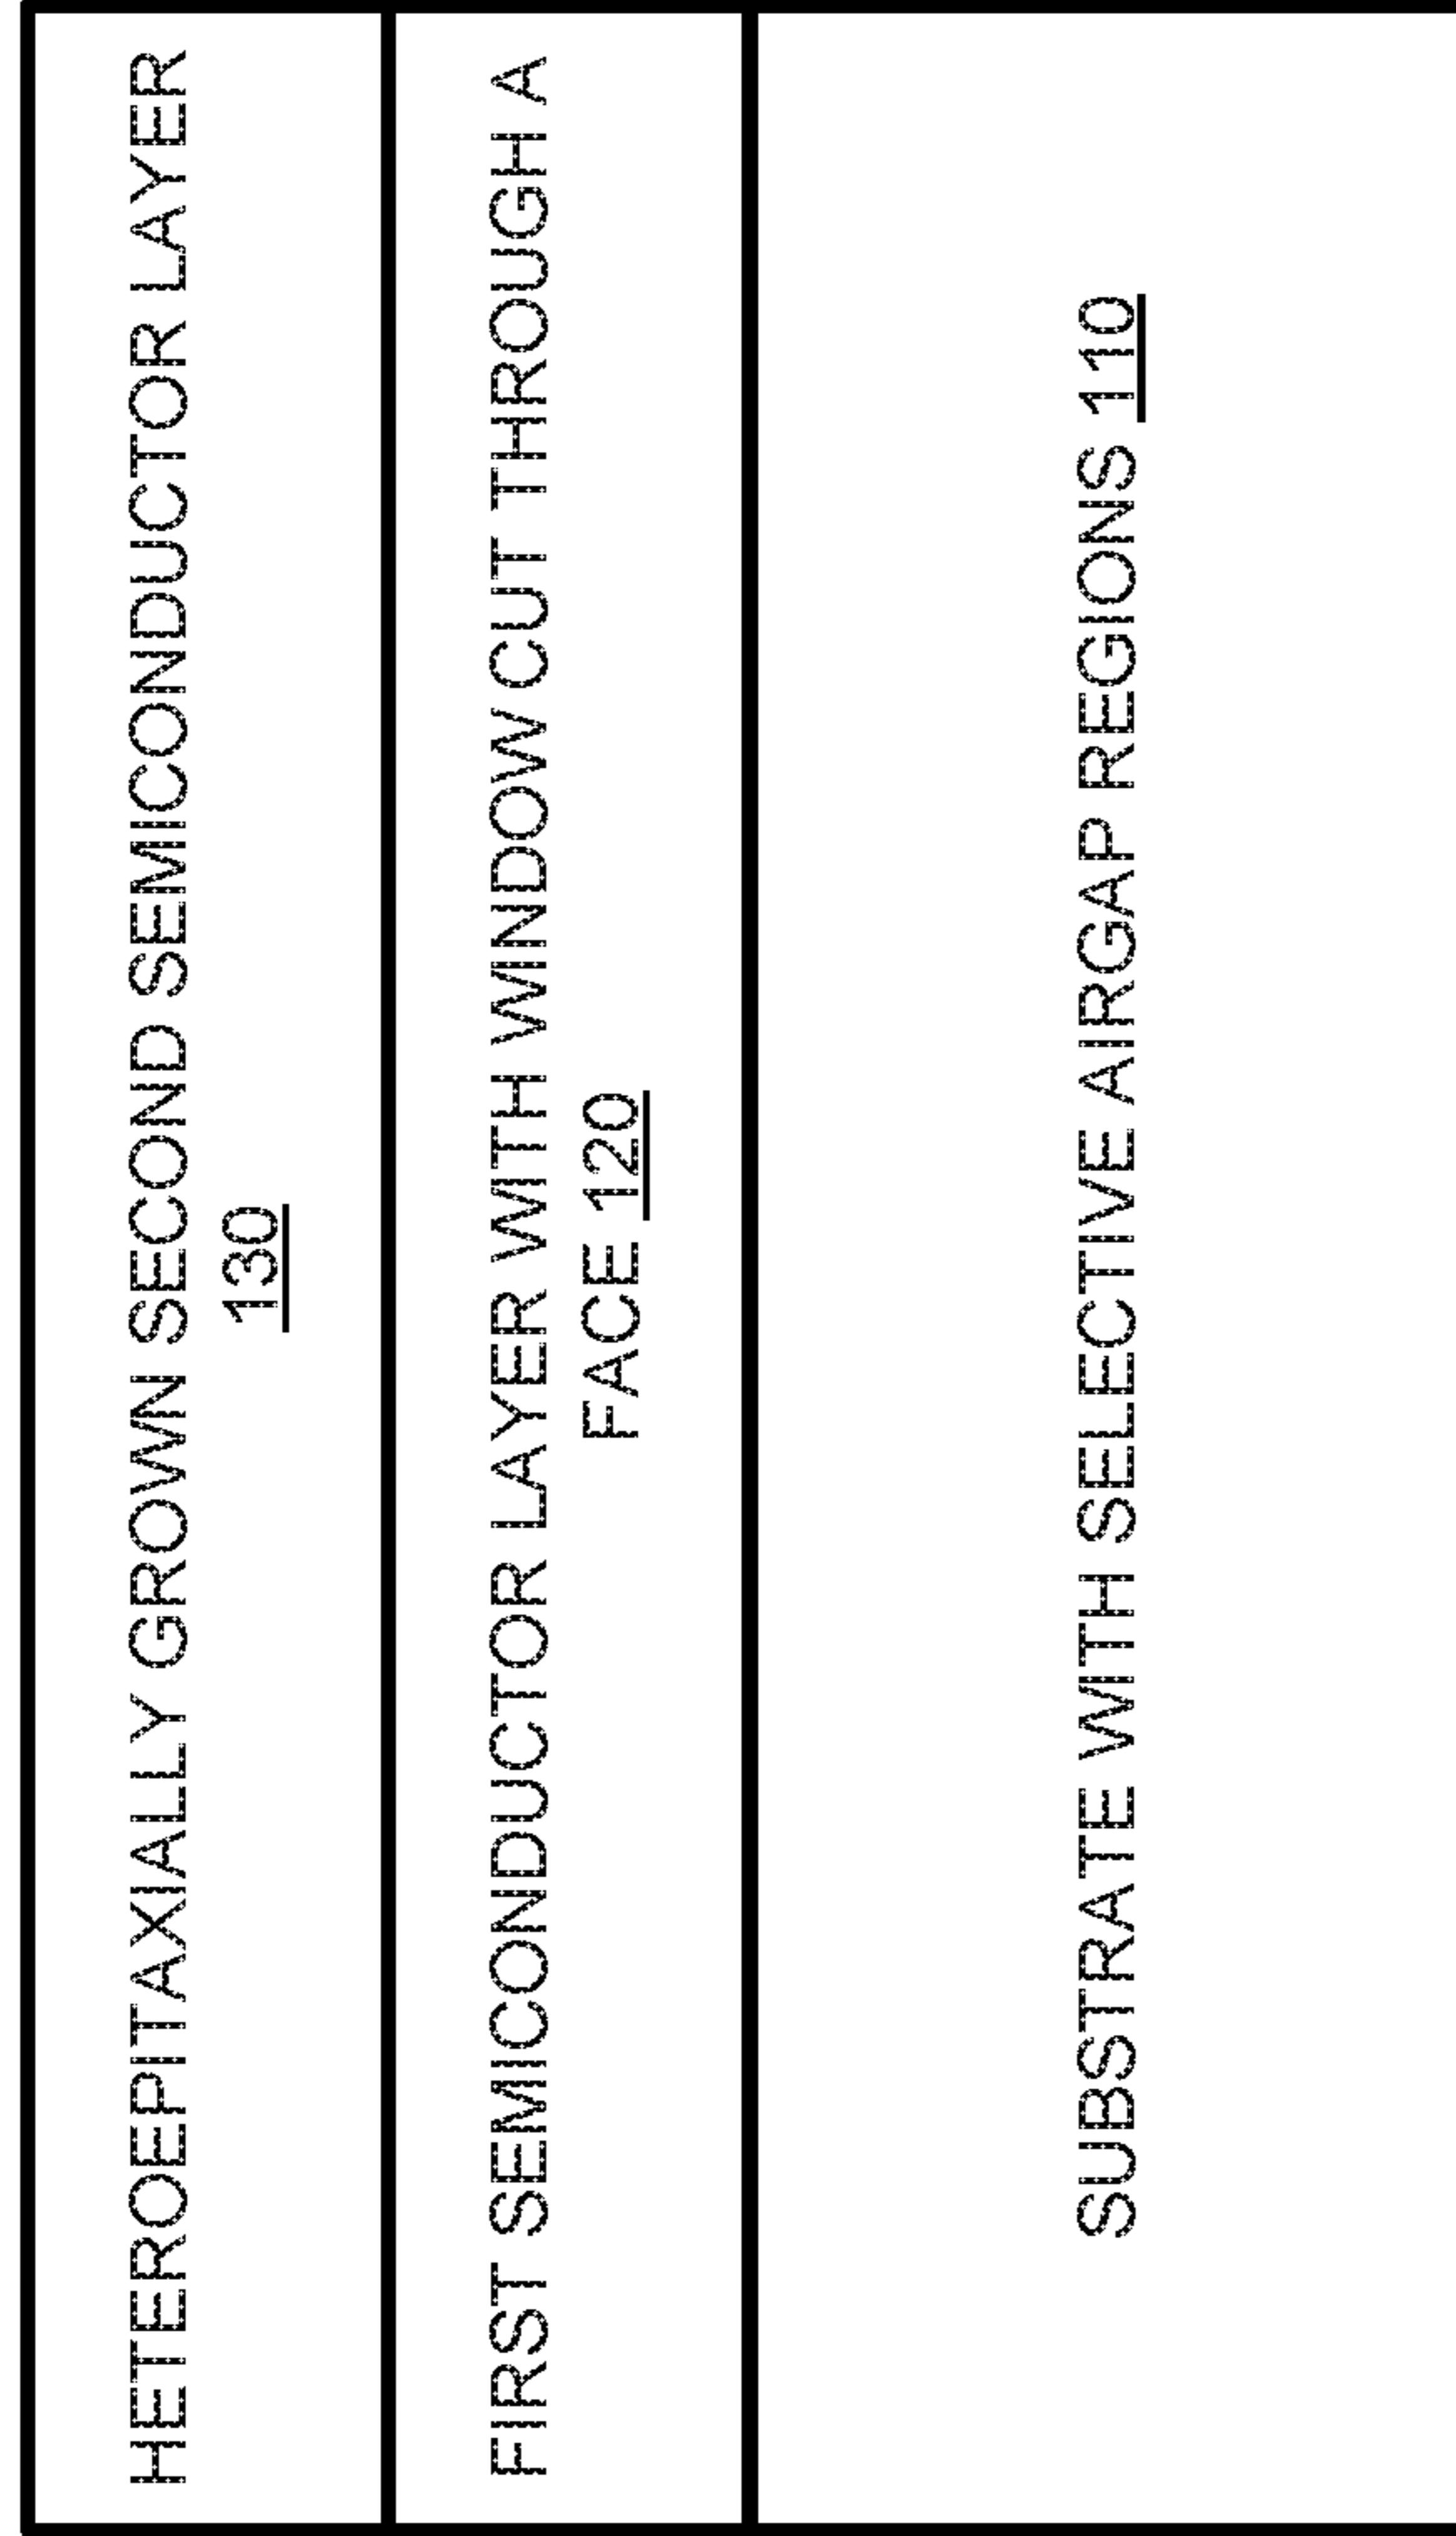 HETEROEPITAXIALLY GROWN SECOND SEMICONDUCTOR LAYER
130
FIRST SEMICONDUCTOR LAYER WITH WINDOW CUT THROUGH A
FACE 120
SUBSTRATE WITH SELECTIVE AIRGAP REGIONS 110